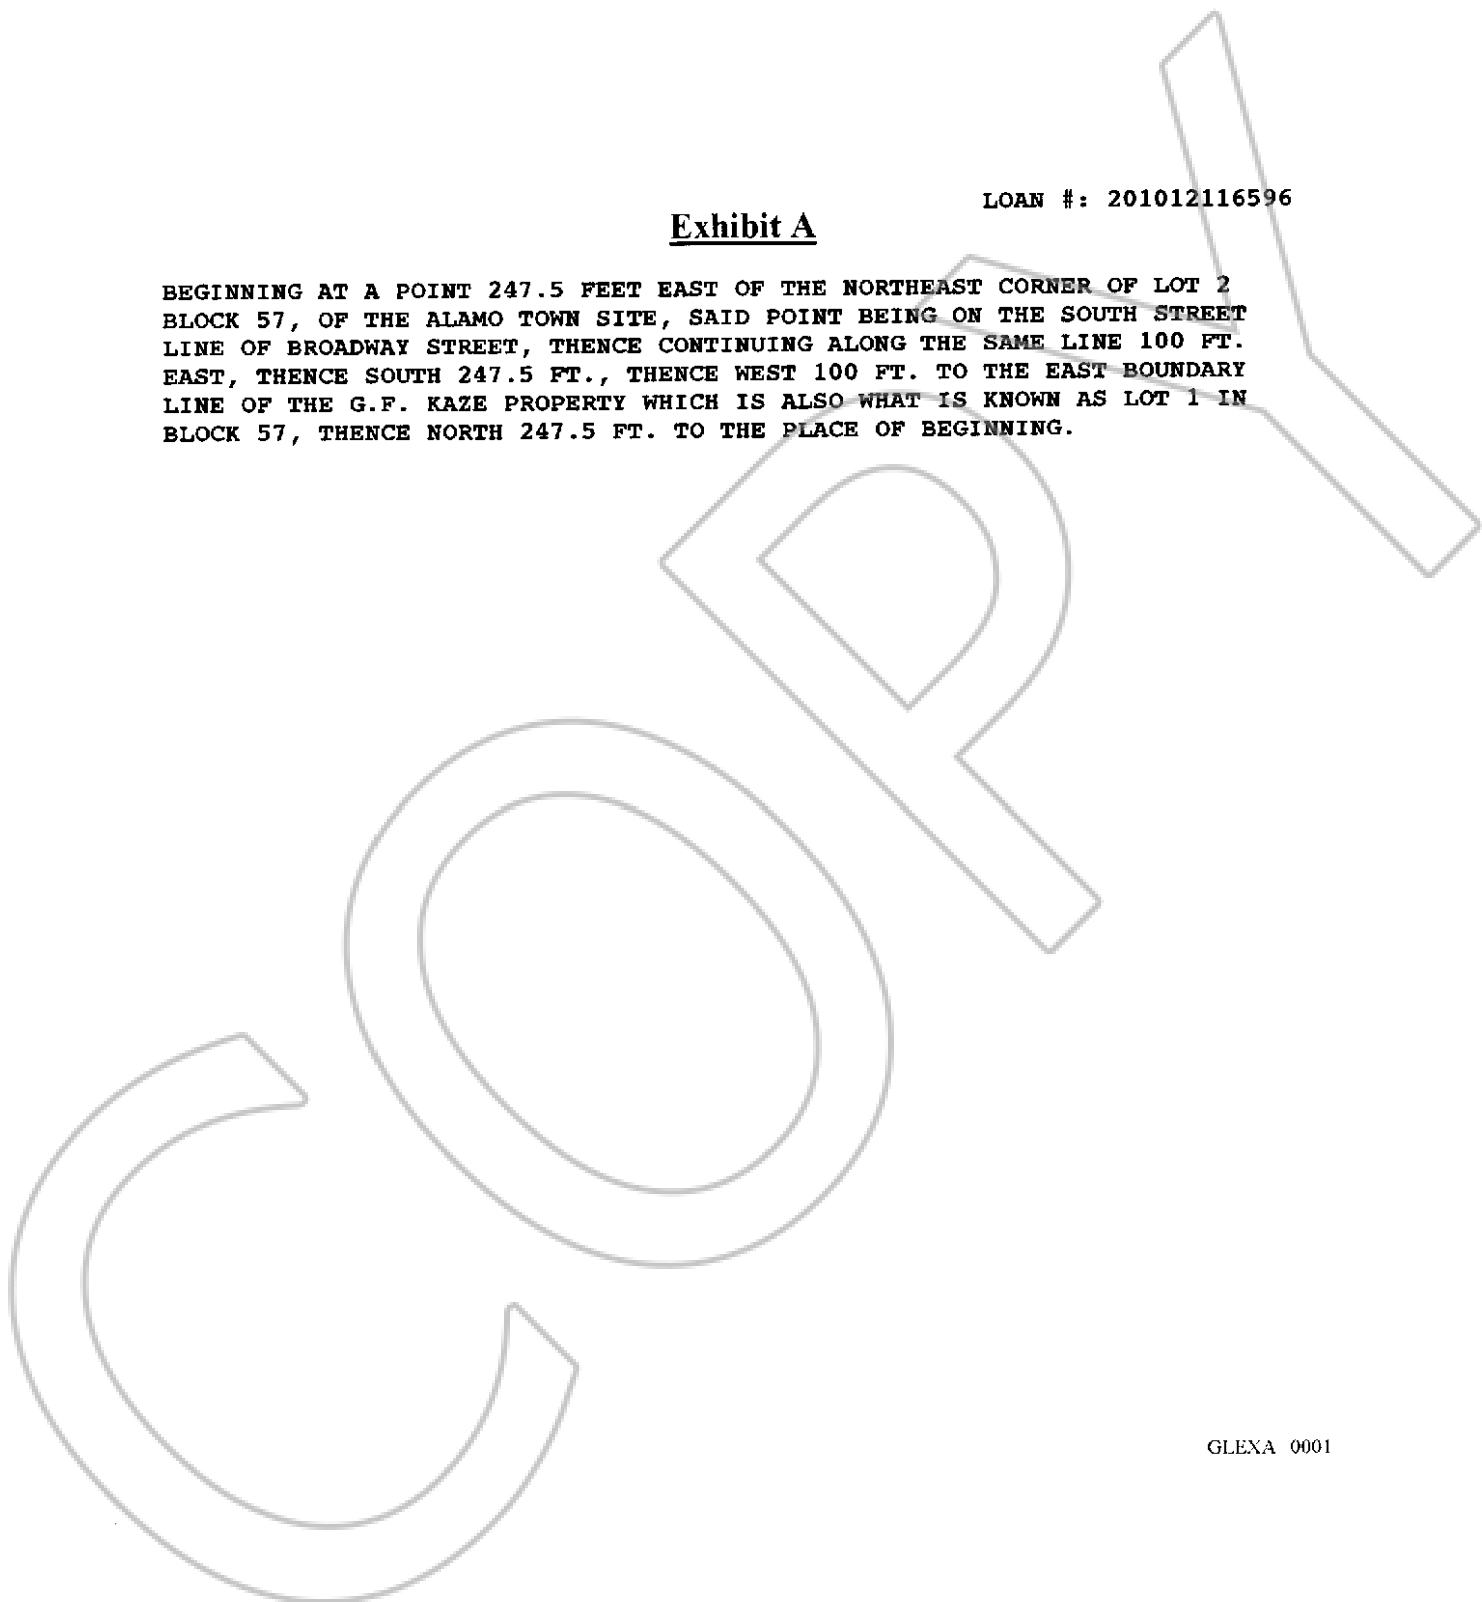 LOAN #: 201012116596
Exhibit A
BEGINNING AT A POINT 247.5 FEET EAST OF THE NORTHEAST CORNER OF LOT 2
BLOCK 57, OF THE ALAMO TOWN SITE, SAID POINT BEING ON THE SOUTH STREET
LINE OF BROADWAY STREET, THENCE CONTINUING ALONG THE SAME LINE 100 FT.
EAST, THENCE SOUTH 247.5 FT., THENCE WEST 100 FT. TO THE EAST BOUNDARY
LINE OF THE G.F. KAZE PROPERTY WHICH IS ALSO WHAT IS KNOWN AS LOT 1 IN
BLOCK 57, THENCE NORTH 247.5 FT. TO THE PLACE OF BEGINNING.
COPY
GLEXA 0001